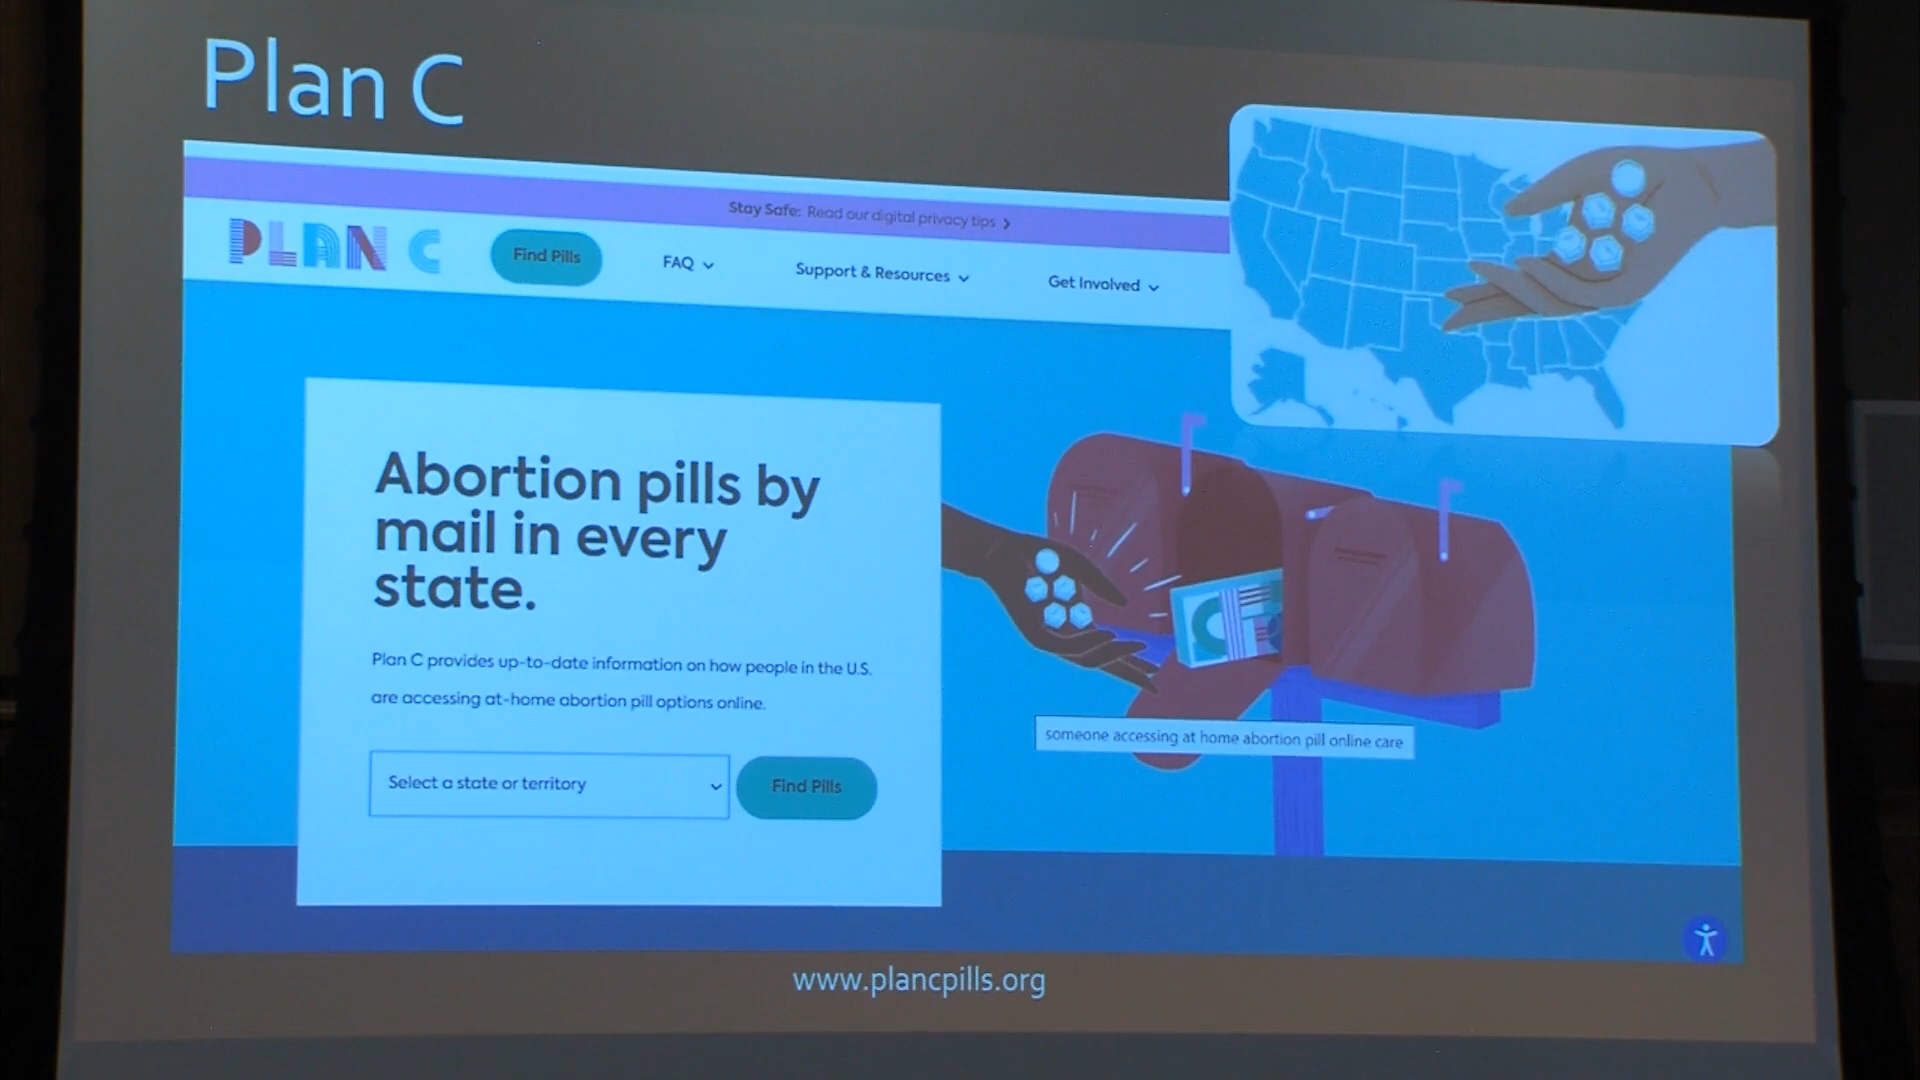 Plan C
Stay Safe: Read our digital privacy tips
PLAN C
Find Pills
FAQ
Support & Resources
Get Involved
Abortion pills by
mail in every
state.
Plan C provides up-to-date information on how people in the U.S.
are accessing at-home abortion pill options online.
Select a state or territory
Find Pills
C
someone accessing at home abortion pill online care
www.plancpills.org